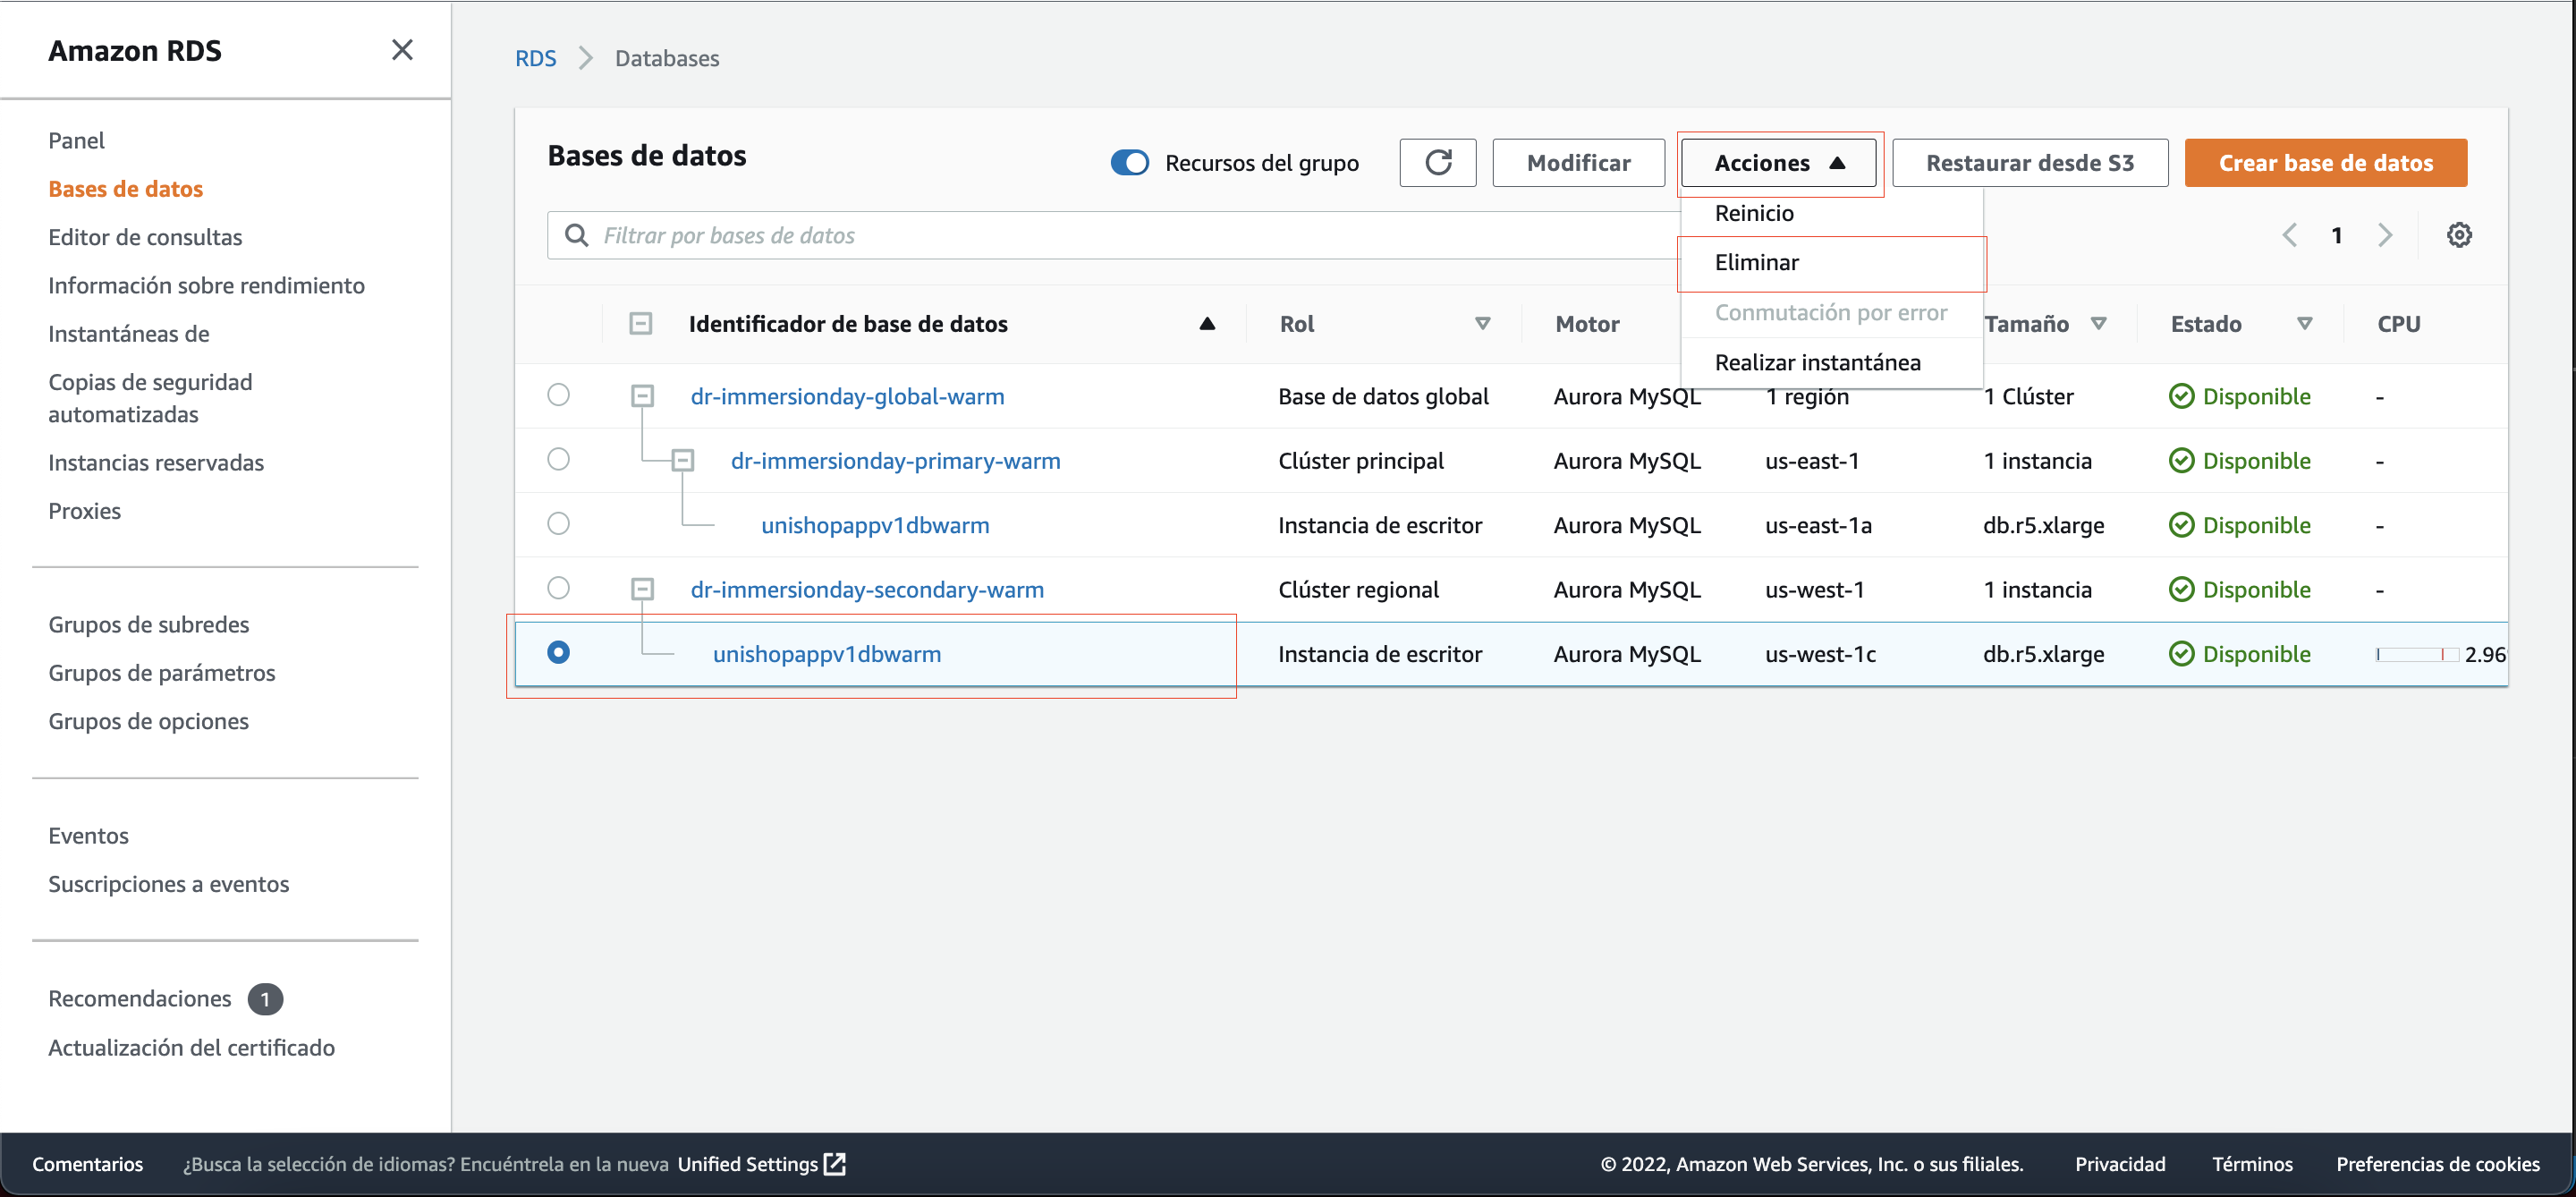 Amazon RDS
Panel
Bases de datos
Editor de consultas
Información sobre rendimiento
Instantáneas de
Copias de seguridad
automatizadas
Instancias reservadas
Proxies
Grupos de subredes
Grupos de parámetros
Grupos de opciones
Eventos
Suscripciones a eventos
Recomendaciones 1
Actualización del certificado
RDS > Databases
Bases de datos
Recursos del grupo
Modificar
Acciones
Restaurar desde S3
Crear base de datos
Filtrar por bases de datos
1
Reinicio
Eliminar
Conmutación por error
Realizar instantánea
Identificador de base de datos Rol Motor Tamaño Estado CPU
dr-immersionday-global-warm Base de datos global Aurora MySQL 1 región 1 Clúster Disponible -
dr-immersionday-primary-warm Clúster principal Aurora MySQL us-east-1 1 instancia Disponible -
unishopappv1dbwarm Instancia de escritor Aurora MySQL us-east-1a db.r5.xlarge Disponible -
dr-immersionday-secondary-warm Clúster regional Aurora MySQL us-west-1 1 instancia Disponible -
unishopappv1dbwarm Instancia de escritor Aurora MySQL us-west-1c db.r5.xlarge Disponible 2.96
Comentarios ¿Busca la selección de idiomas? Encuéntrela en la nueva Unified Settings © 2022, Amazon Web Services, Inc. o sus filiales. Privacidad Términos Preferencias de cookies